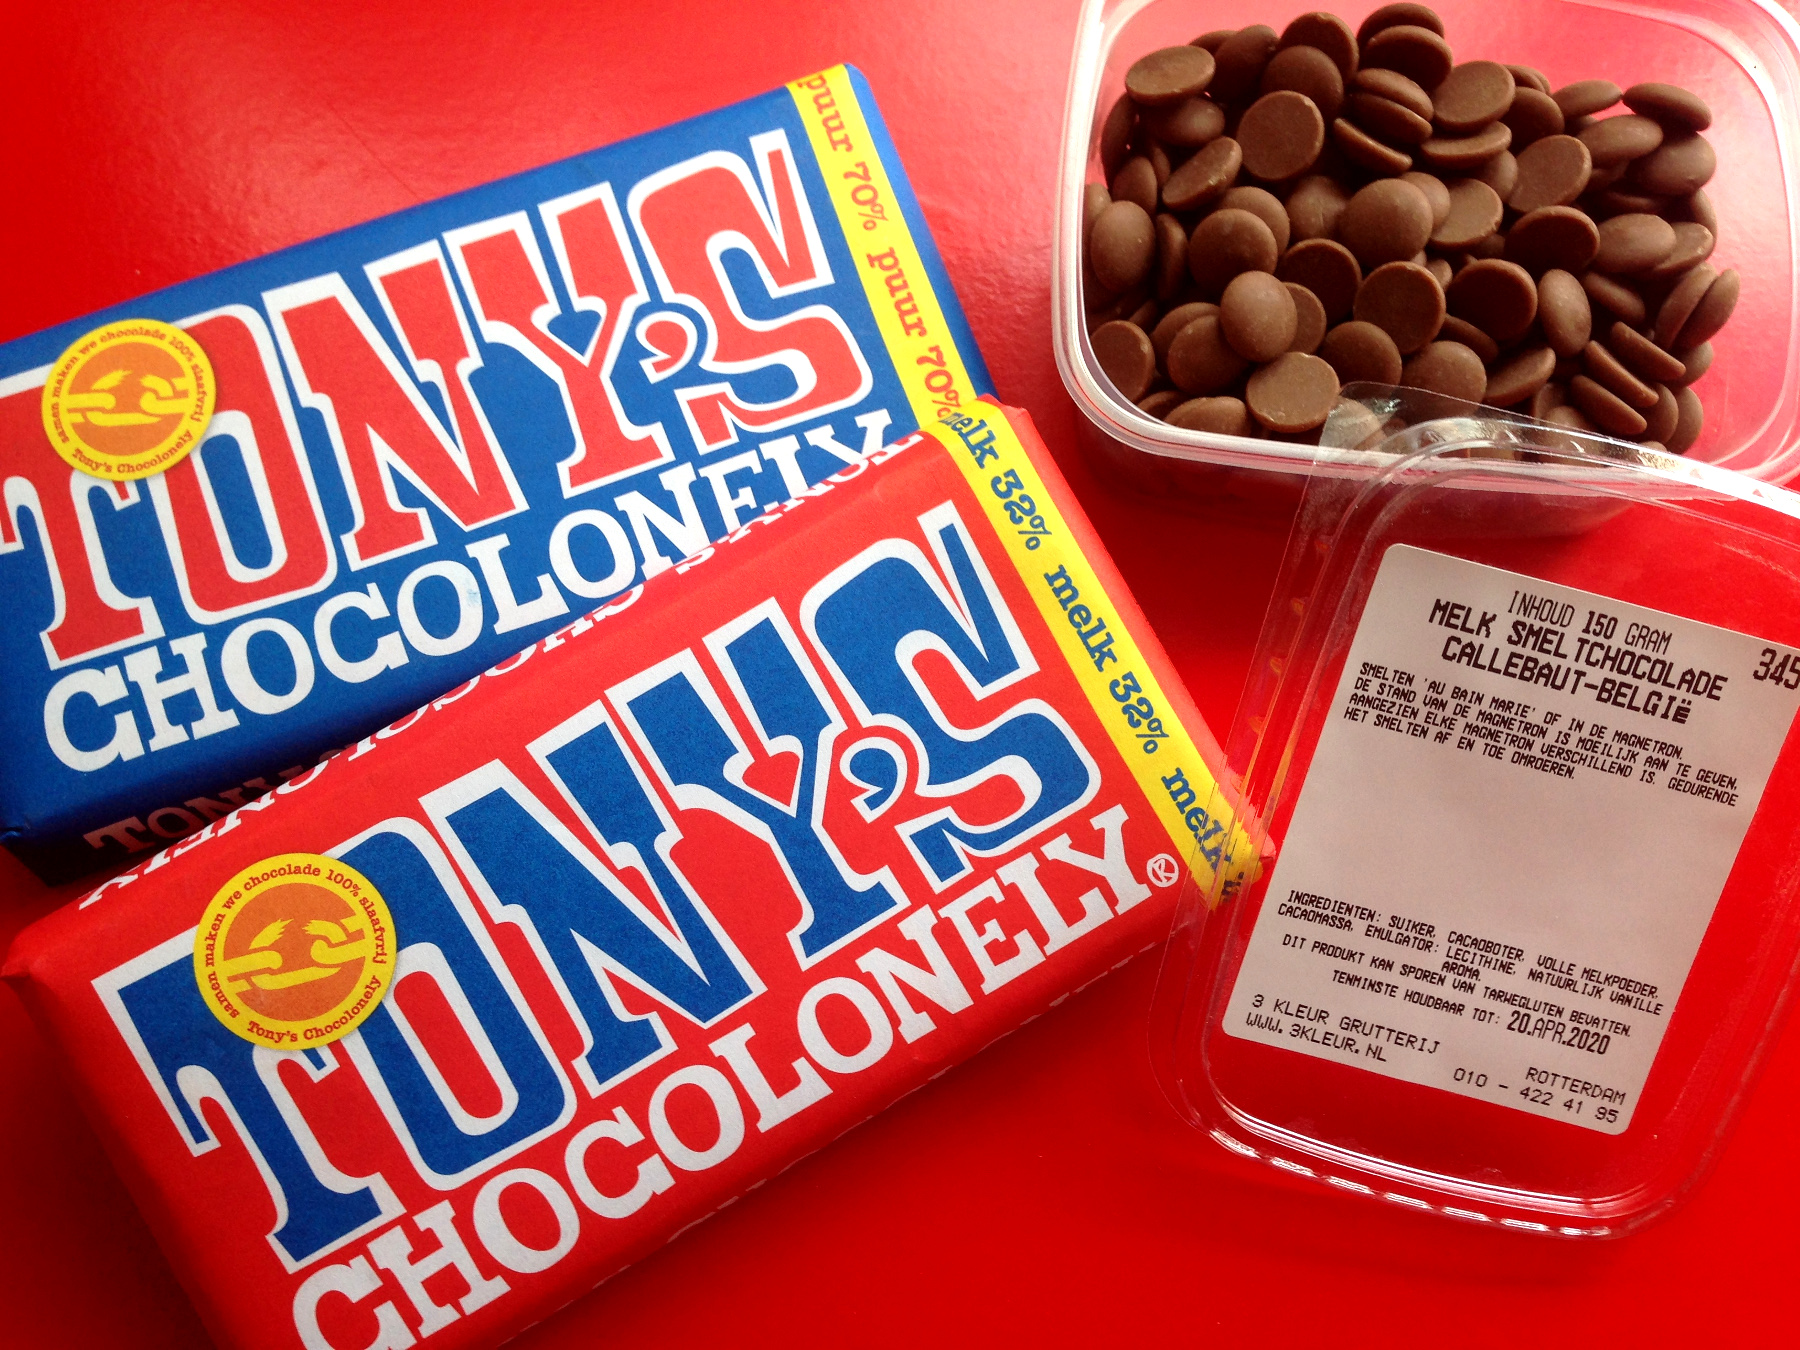 puur 70% puur 70%
TONY'S
CHOCOLONELY
samen maken we chocolade 100% slaafvrij
Tony's Chocolonely
melk 32% melk 32% melk
TONY'S
CHOCOLONELY®
samen maken we chocolade 100% slaafvrij
Tony's Chocolonely
INHOUD 150 GRAM
MELK SMELTCHOCOLADE
CALLEBAUT-BELGIË
345
SMELTEN 'AU BAIN MARIE' OF IN DE MAGNETRON.
DE STAND VAN DE MAGNETRON IS MOEILIJK AAN TE GEVEN,
AANGEZIEN ELKE MAGNETRON VERSCHILLEND IS. GEDURENDE
HET SMELTEN AF EN TOE OMROEREN.
INGREDIENTEN: SUIKER, CACAOBOTER, VOLLE MELKPOEDER,
CACAOMASSA, EMULGATOR: LECITHINE, NATUURLIJK VANILLE
AROMA.
DIT PRODUKT KAN SPOREN VAN TARWEGLUTEN BEVATTEN.
TENMINSTE HOUDBAAR TOT: 20.APR.2020
3 KLEUR GRUTTERIJ ROTTERDAM
WWW.3KLEUR.NL 010 - 422 41 95